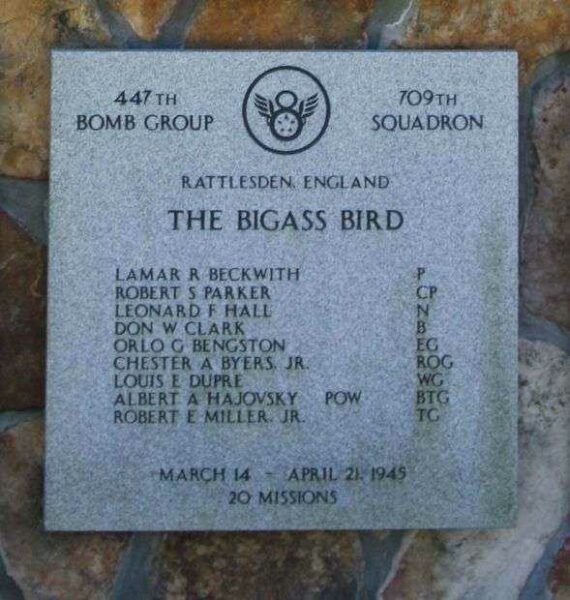 447TH BOMB GROUP
8
709TH SQUADRON
RATTLESDEN, ENGLAND
THE BIGASS BIRD
LAMAR R BECKWITH P
ROBERT S PARKER CP
LEONARD F HALL N
DON W CLARK B
ORLO G BENGSTON EG
CHESTER A BYERS, JR. ROG
LOUIS E DUPRE WG
ALBERT A HAJOVSKY POW BTG
ROBERT E MILLER, JR. TG
MARCH 14 - APRIL 21, 1945
20 MISSIONS